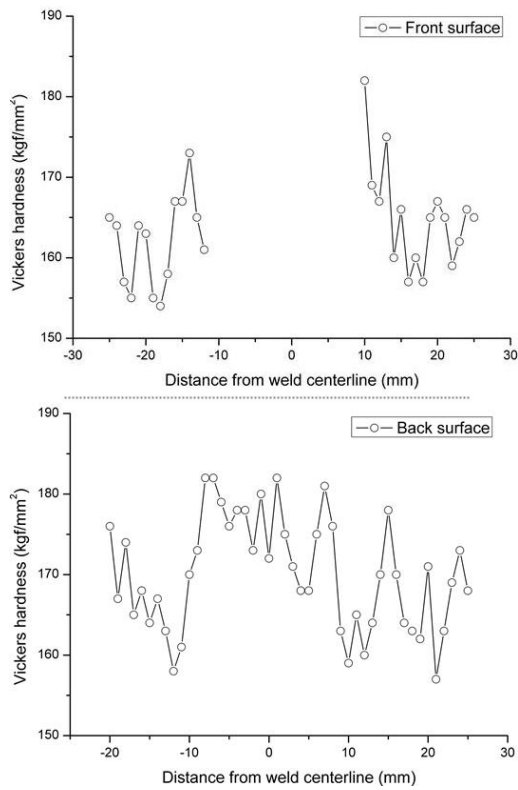 190
Front surface
180
170
160
150
Vickers hardness (kgf/mm²)
-30 -20 -10 0 10 20 30
Distance from weld centerline (mm)
190
Back surface
180
170
160
150
Vickers hardness (kgf/mm²)
-20 -10 0 10 20 30
Distance from weld centerline (mm)